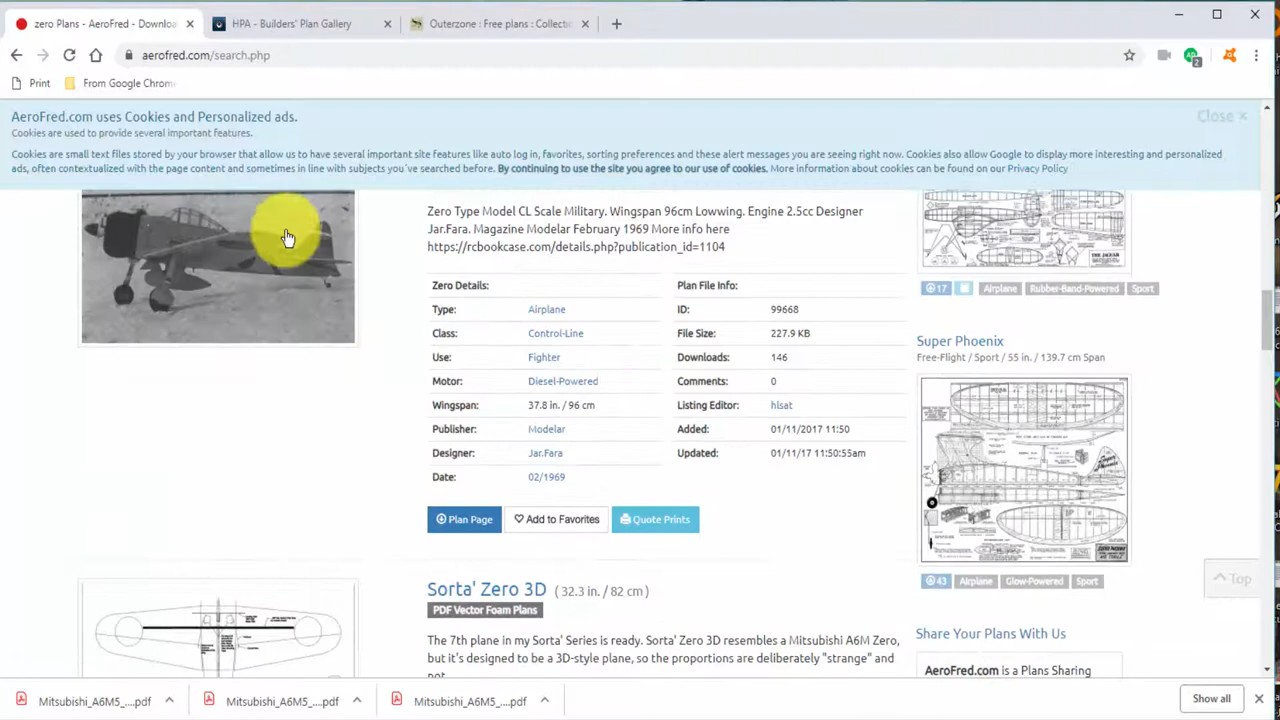 zero Plans - AeroFred - Downloa
HPA - Builders' Plan Gallery
Outerzone : Free plans : Collectio
aerofred.com/search.php
2
Print
From Google Chrome
AeroFred.com uses Cookies and Personalized ads.
Close ×
Cookies are used to provide several important features.
Cookies are small text files stored by your browser that allow us to have several important site features like auto log in, favorites, sorting preferences and these alert messages you are seeing right now. Cookies also allow Google to display more interesting and personalized
ads, often contextualized with the page content and sometimes in line with subjects you've searched before. By continuing to use the site you agree to our use of cookies. More information about cookies can be found on our Privacy Policy
Zero Type Model CL Scale Military. Wingspan 96cm Lowwing. Engine 2.5cc Designer
Jar.Fara. Magazine Modelar February 1969 More info here
https://rcbookcase.com/details.php?publication_id=1104
Zero Details:
Type: Airplane
Class: Control-Line
Use: Fighter
Motor: Diesel-Powered
Wingspan: 37.8 in. / 96 cm
Publisher: Modelar
Designer: Jar.Fara
Date: 02/1969
Plan File Info:
ID: 99668
File Size: 227.9 KB
Downloads: 146
Comments: 0
Listing Editor: hlsat
Added: 01/11/2017 11:50
Updated: 01/11/17 11:50:55am
Plan Page
Add to Favorites
Quote Prints
Sorta' Zero 3D ( 32.3 in. / 82 cm )
PDF Vector Foam Plans
The 7th plane in my Sorta' Series is ready. Sorta' Zero 3D resembles a Mitsubishi A6M Zero,
but it's designed to be a 3D-style plane, so the proportions are deliberately "strange" and
not
THE JAGUAR
17
Airplane
Rubber-Band-Powered
Sport
Super Phoenix
Free-Flight / Sport / 55 in. / 139.7 cm Span
43
Airplane
Glow-Powered
Sport
Top
Share Your Plans With Us
AeroFred.com is a Plans Sharing
Mitsubishi_A6M5_....pdf
Mitsubishi_A6M5_....pdf
Mitsubishi_A6M5_....pdf
Show all